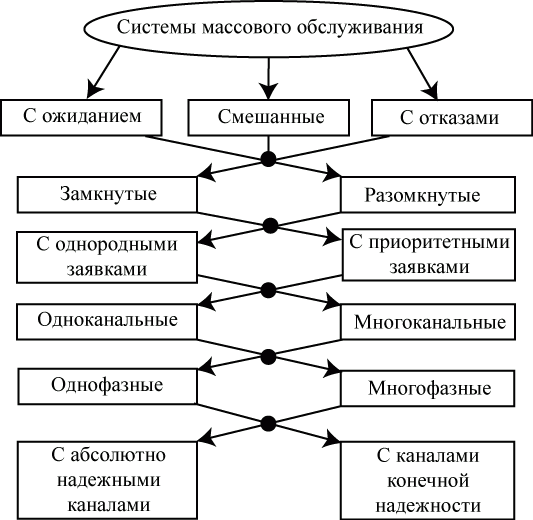 Системы массового обслуживания
С ожиданием
Смешанные
С отказами
Замкнутые
Разомкнутые
С однородными
заявками
С приоритетными
заявками
Одноканальные
Многоканальные
Однофазные
Многофазные
С абсолютно
надежными
каналами
С каналами
конечной
надежности